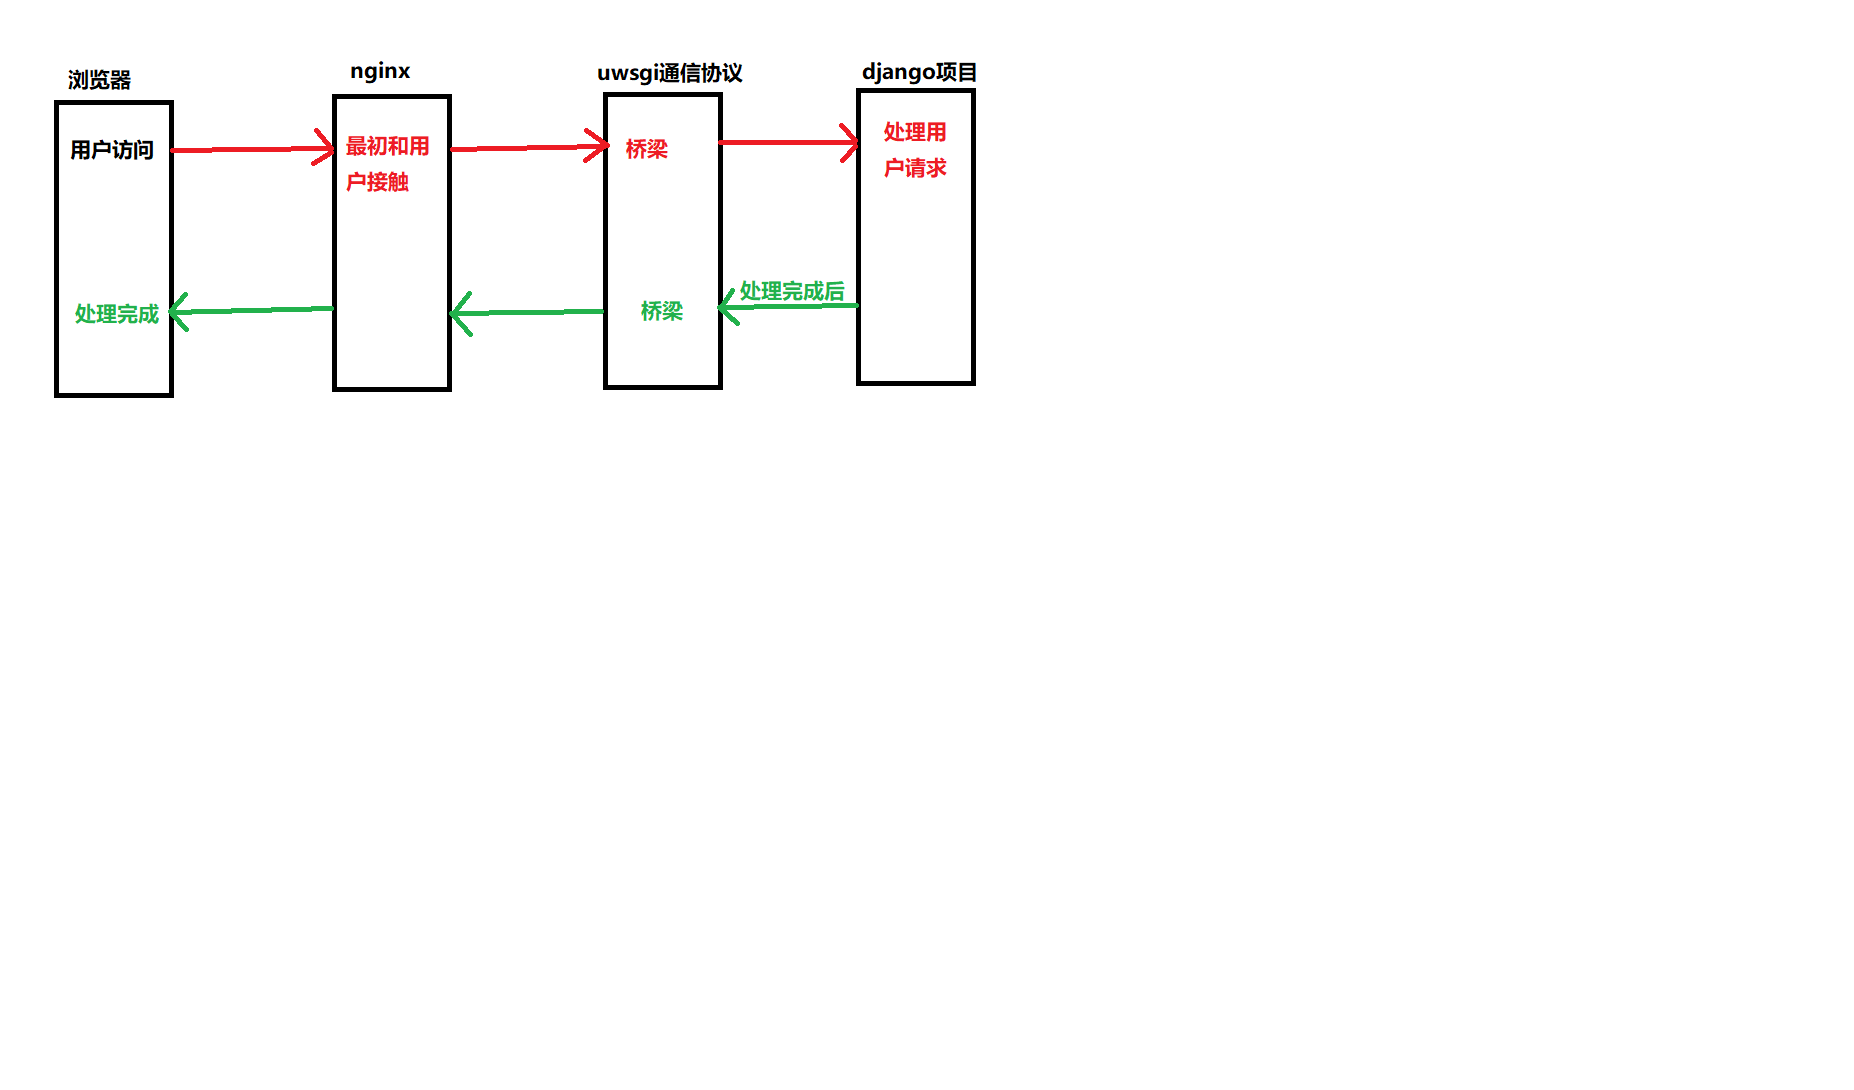 浏览器
nginx
uwsgi通信协议
django项目
用户访问
最初和用
户接触
桥梁
处理用
户请求
处理完成
桥梁
处理完成后